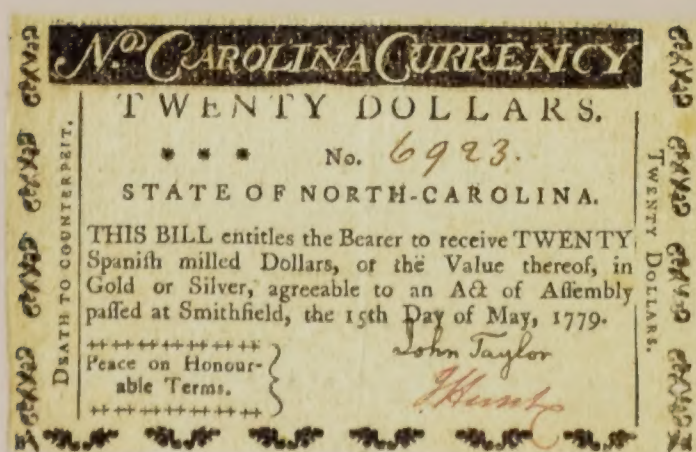 No. CAROLINA CURRENCY
TWENTY DOLLARS.
* * * No. 6923.
STATE OF NORTH-CAROLINA.
THIS BILL entitles the Bearer to receive TWENTY
Spaniſh milled Dollars, or the Value thereof, in
Gold or Silver, agreeable to an Act of Aſſembly
paſſed at Smithfield, the 15th Day of May, 1779.
Peace on Honour-
able Terms.
John Taylor
J Hunt
DEATH TO COUNTERFEIT.
TWENTY DOLLARS.